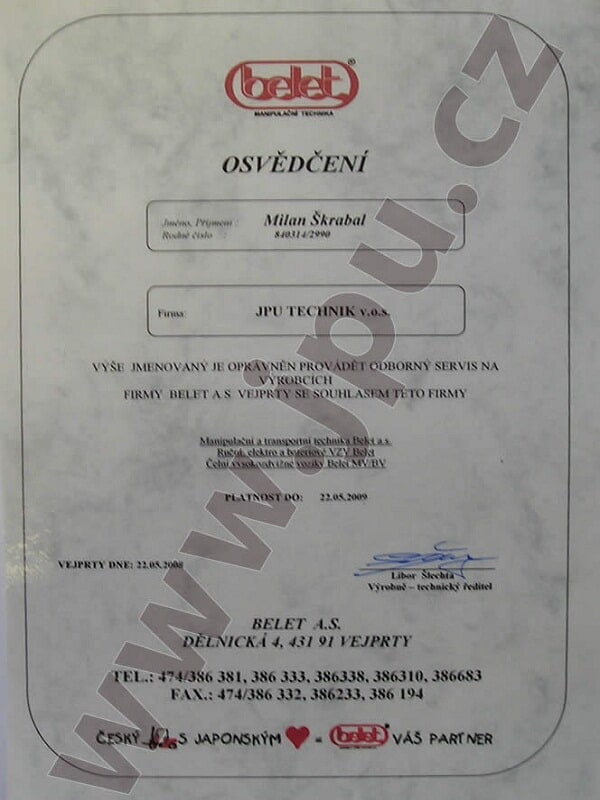 belet®
MANIPULAČNÍ TECHNIKA
OSVĚDČENÍ
Jméno, Příjmení : Milan Škrabal
Rodné číslo : 840314/2990
Firma: JPU TECHNIK v.o.s.
VÝŠE JMENOVANÝ JE OPRÁVNĚN PROVÁDĚT ODBORNÝ SERVIS NA
VÝROBCÍCH
FIRMY BELET A.S VEJPRTY SE SOUHLASEM TÉTO FIRMY
Manipulační a transportní technika Belet a.s.
Ruční, elektro a bateriové VZV Belet
Čelní vysokozdvižné vozíky Belet MV/BV
PLATNOST DO: 22.05.2009
VEJPRTY DNE: 22.05.2008
Libor Šlechta
Výrobně – technický ředitel
BELET A.S.
DĚLNICKÁ 4, 431 91 VEJPRTY
TEL.: 474/386 381, 386 333, 386338, 386310, 386683
FAX.: 474/386 332, 386233, 386 194
ČESKÝ S JAPONSKÝM = belet® VÁŠ PARTNER
www.jpu.cz